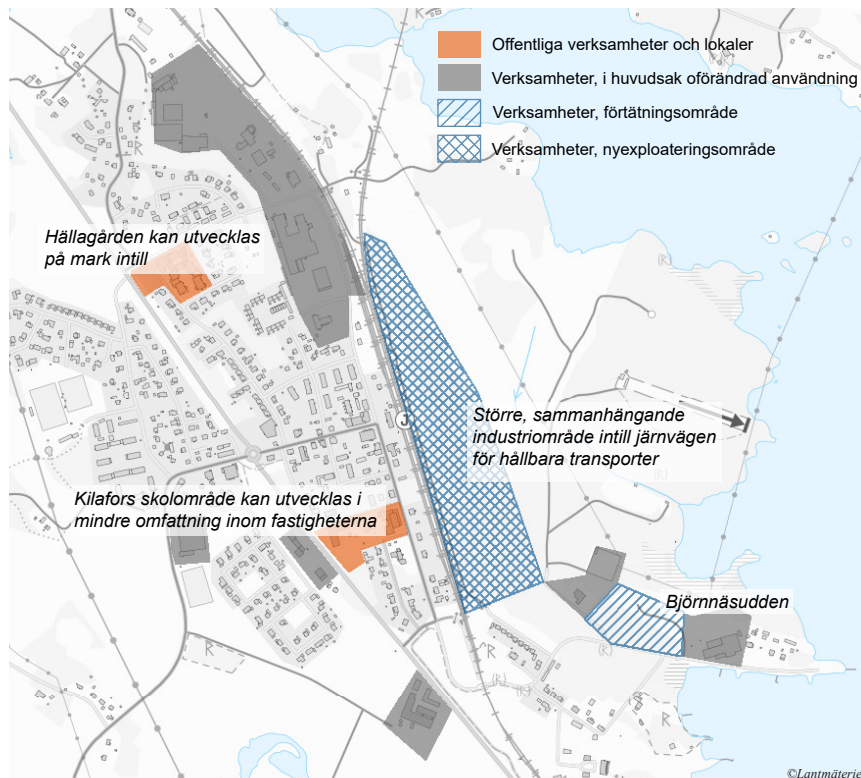 Offentliga verksamheter och lokaler
Verksamheter, i huvudsak oförändrad användning
Verksamheter, förtätningsområde
Verksamheter, nyexploateringsområde
R
Hällagården kan utvecklas
på mark intill
(R)
J
Större, sammanhängande
industriområde intill järnvägen
för hållbara transporter
Kilafors skolområde kan utvecklas i
mindre omfattning inom fastigheterna
Björnnäsudden
R
R
(R)
(R)
(R)
R
©Lantmäterie